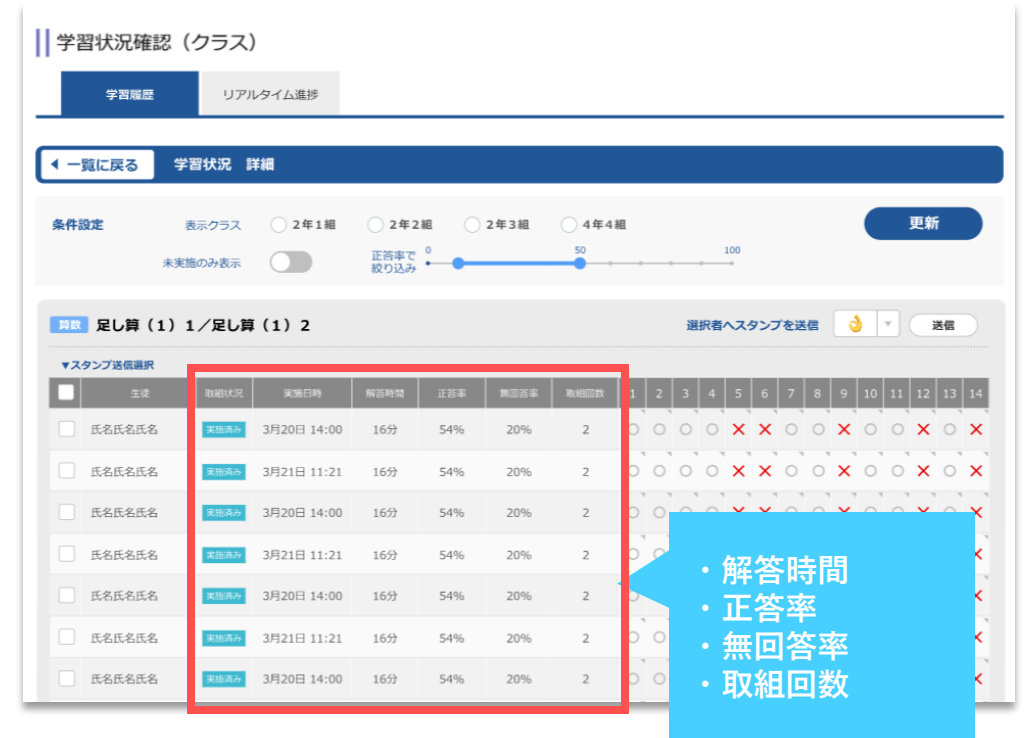 学習状況確認（クラス）
学習履歴 リアルタイム進捗
一覧に戻る 学習状況 詳細
条件設定 表示クラス 2年1組 2年2組 2年3組 4年4組 更新
未実施のみ表示 正答率で絞り込み 0 50 100
算数 足し算（1）1／足し算（1）2 選択者へスタンプを送信 👌 送信
▼スタンプ送信選択
生徒 取組状況 実施日時 解答時間 正答率 無回答率 取組回数 1 2 3 4 5 6 7 8 9 10 11 12 13 14
氏名氏名氏名 実施済み 3月20日 14:00 16分 54% 20% 2 ○ ○ ○ ○ × × ○ ○ × ○ ○ × ○ ×
氏名氏名氏名 実施済み 3月21日 11:21 16分 54% 20% 2 ○ ○ ○ ○ × × ○ ○ × ○ ○ × ○ ×
氏名氏名氏名 実施済み 3月20日 14:00 16分 54% 20% 2 ○ ○ ○ ○ × × ○ ○ × ○ ○ × ○ ×
氏名氏名氏名 実施済み 3月21日 11:21 16分 54% 20% 2 ○ ○ ×
氏名氏名氏名 実施済み 3月20日 14:00 16分 54% 20% 2 ○ ×
氏名氏名氏名 実施済み 3月21日 11:21 16分 54% 20% 2 ○ ○ ×
氏名氏名氏名 実施済み 3月20日 14:00 16分 54% 20% 2 ○ ○ ×
・解答時間
・正答率
・無回答率
・取組回数